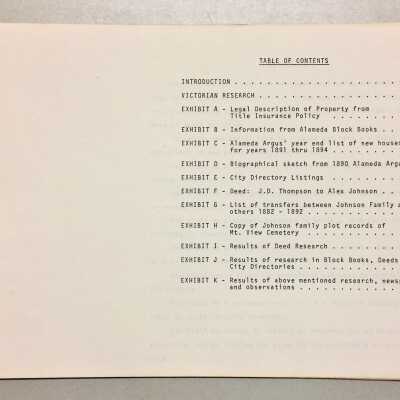 TABLE OF CONTENTS
INTRODUCTION . . . . . . . . . . . . . . . . . . . .
VICTORIAN RESEARCH . . . . . . . . . . . . . . . . .
EXHIBIT A - Legal Description of Property from
Title Insurance Policy . . . . . . . .
EXHIBIT B - Information from Alameda Block Books . .
EXHIBIT C - Alameda Argus' year end list of new houses
for years 1891 thru 1894 . . . . . . . .
EXHIBIT D - Biographical sketch from 1890 Alameda Arg
EXHIBIT E - City Directory Listings . . . . . . . . .
EXHIBIT F - Deed: J.D. Thompson to Alex Johnson . . .
EXHIBIT G - List of transfers between Johnson Family
others 1882 - 1892 . . . . . . . . . . .
EXHIBIT H - Copy of Johnson family plot records of
Mt. View Cemetery . . . . . . . . . . .
EXHIBIT I - Results of Deed Research . . . . . . . .
EXHIBIT J - Results of research in Block Books, Deeds
City Directories . . . . . . . . . . . .
EXHIBIT K - Results of above mentioned research, news
and observations . . . . . . . . . . . .